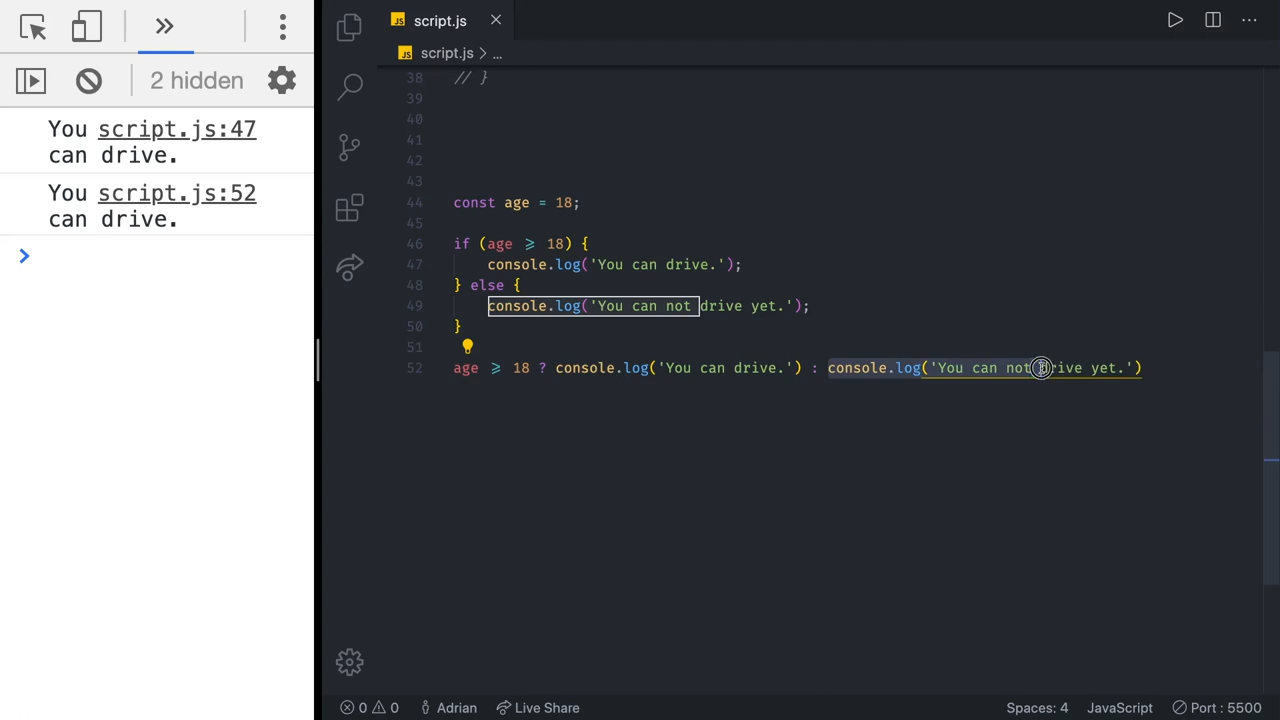 2 hidden
You script.js:47
can drive.
You script.js:52
can drive.
script.js
script.js > ...
38 // }
39
40
41
42
43
44 const age = 18;
45
46 if (age >= 18) {
47 console.log('You can drive.');
48 } else {
49 console.log('You can not drive yet.');
50 }
51
52 age >= 18 ? console.log('You can drive.') : console.log('You can not drive yet.')
0 0 Adrian Live Share Spaces: 4 JavaScript Port : 5500